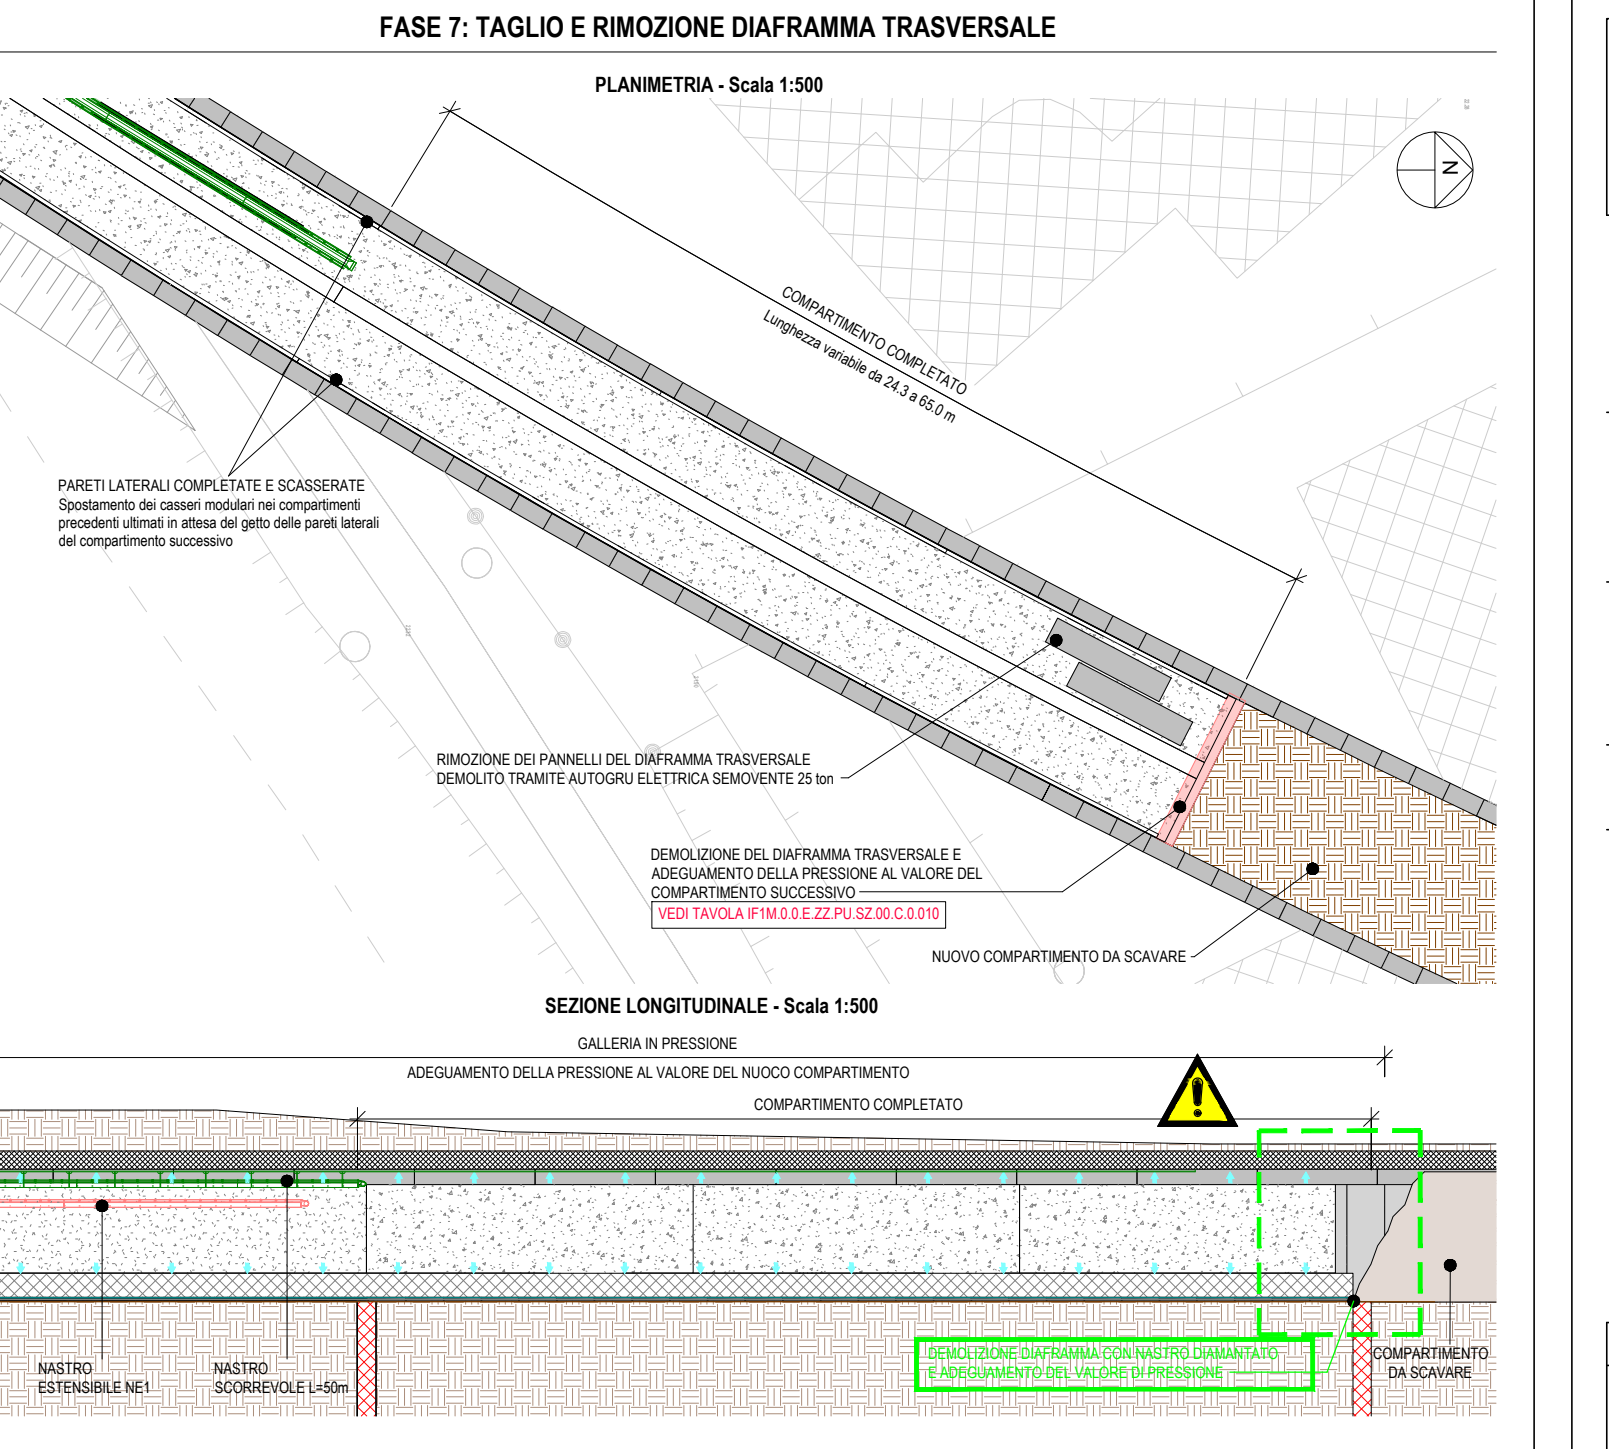 FASE 7: TAGLIO E RIMOZIONE DIAFRAMMA TRASVERSALE
PLANIMETRIA - Scala 1:500
N
COMPARTIMENTO COMPLETATO
Lunghezza variabile da 24.3 a 65.0 m
PARETI LATERALI COMPLETATE E SCASSERATE
Spostamento dei casseri modulari nei compartimenti
precedenti ultimati in attesa del getto delle pareti laterali
del compartimento successivo
RIMOZIONE DEI PANNELLI DEL DIAFRAMMA TRASVERSALE
DEMOLITO TRAMITE AUTOGRU ELETTRICA SEMOVENTE 25 ton
DEMOLIZIONE DEL DIAFRAMMA TRASVERSALE E
ADEGUAMENTO DELLA PRESSIONE AL VALORE DEL
COMPARTIMENTO SUCCESSIVO
VEDI TAVOLA IF1M.0.0.E.ZZ.PU.SZ.00.C.0.010
NUOVO COMPARTIMENTO DA SCAVARE
SEZIONE LONGITUDINALE - Scala 1:500
GALLERIA IN PRESSIONE
ADEGUAMENTO DELLA PRESSIONE AL VALORE DEL NUOCO COMPARTIMENTO
COMPARTIMENTO COMPLETATO
NASTRO
ESTENSIBILE NE1
NASTRO
SCORREVOLE L=50m
DEMOLIZIONE DIAFRAMMA CON NASTRO DIAMANTATO
E ADEGUAMENTO DEL VALORE DI PRESSIONE
COMPARTIMENTO
DA SCAVARE